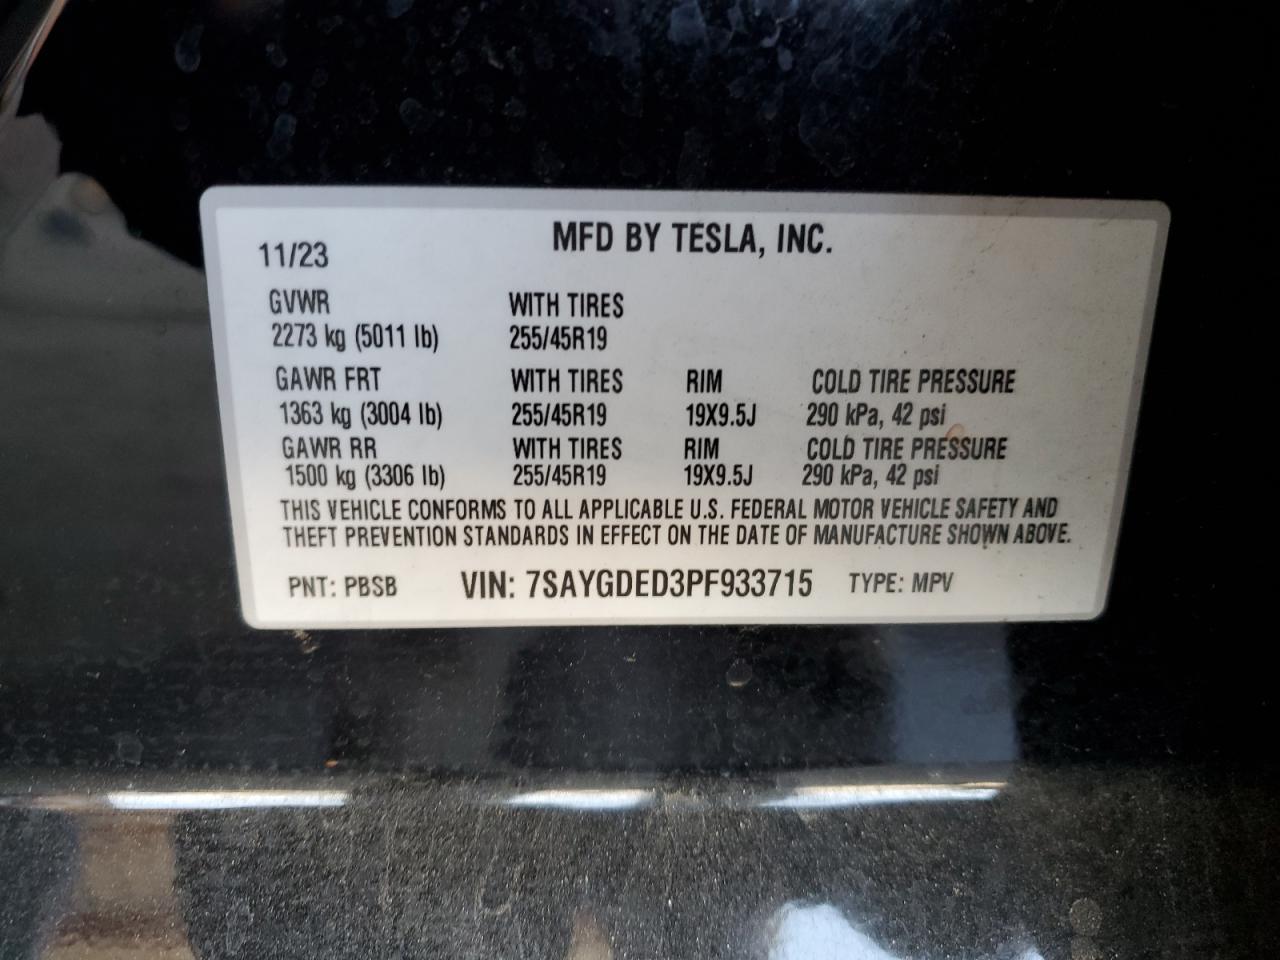 MFD BY TESLA, INC.
11/23
GVWR WITH TIRES
2273 kg (5011 lb) 255/45R19
GAWR FRT WITH TIRES RIM COLD TIRE PRESSURE
1363 kg (3004 lb) 255/45R19 19X9.5J 290 kPa, 42 psi
GAWR RR WITH TIRES RIM COLD TIRE PRESSURE
1500 kg (3306 lb) 255/45R19 19X9.5J 290 kPa, 42 psi
THIS VEHICLE CONFORMS TO ALL APPLICABLE U.S. FEDERAL MOTOR VEHICLE SAFETY AND
THEFT PREVENTION STANDARDS IN EFFECT ON THE DATE OF MANUFACTURE SHOWN ABOVE.
PNT: PBSB VIN: 7SAYGDED3PF933715 TYPE: MPV